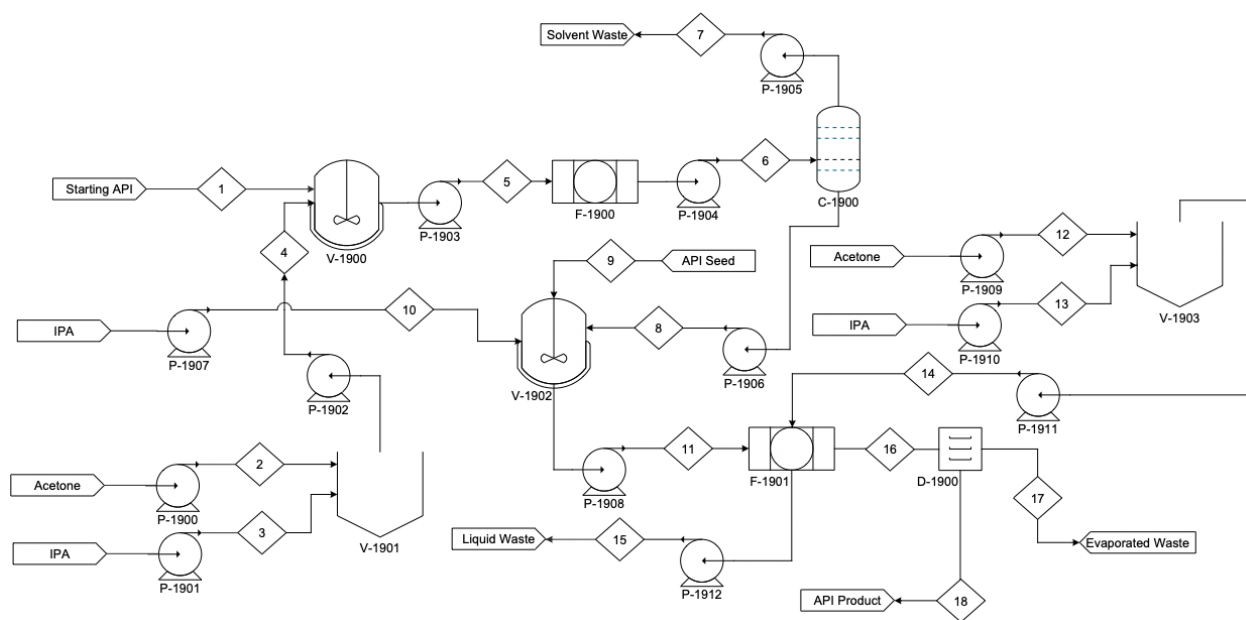 Solvent Waste
7
P-1905
Starting API
1
V-1900
P-1903
5
F-1900
P-1904
6
C-1900
4
9
API Seed
IPA
P-1907
10
V-1902
8
P-1906
Acetone
P-1909
12
IPA
P-1910
13
V-1903
P-1902
14
P-1911
Acetone
P-1900
2
IPA
P-1901
3
V-1901
P-1908
11
F-1901
16
D-1900
17
Evaporated Waste
Liquid Waste
15
P-1912
API Product
18